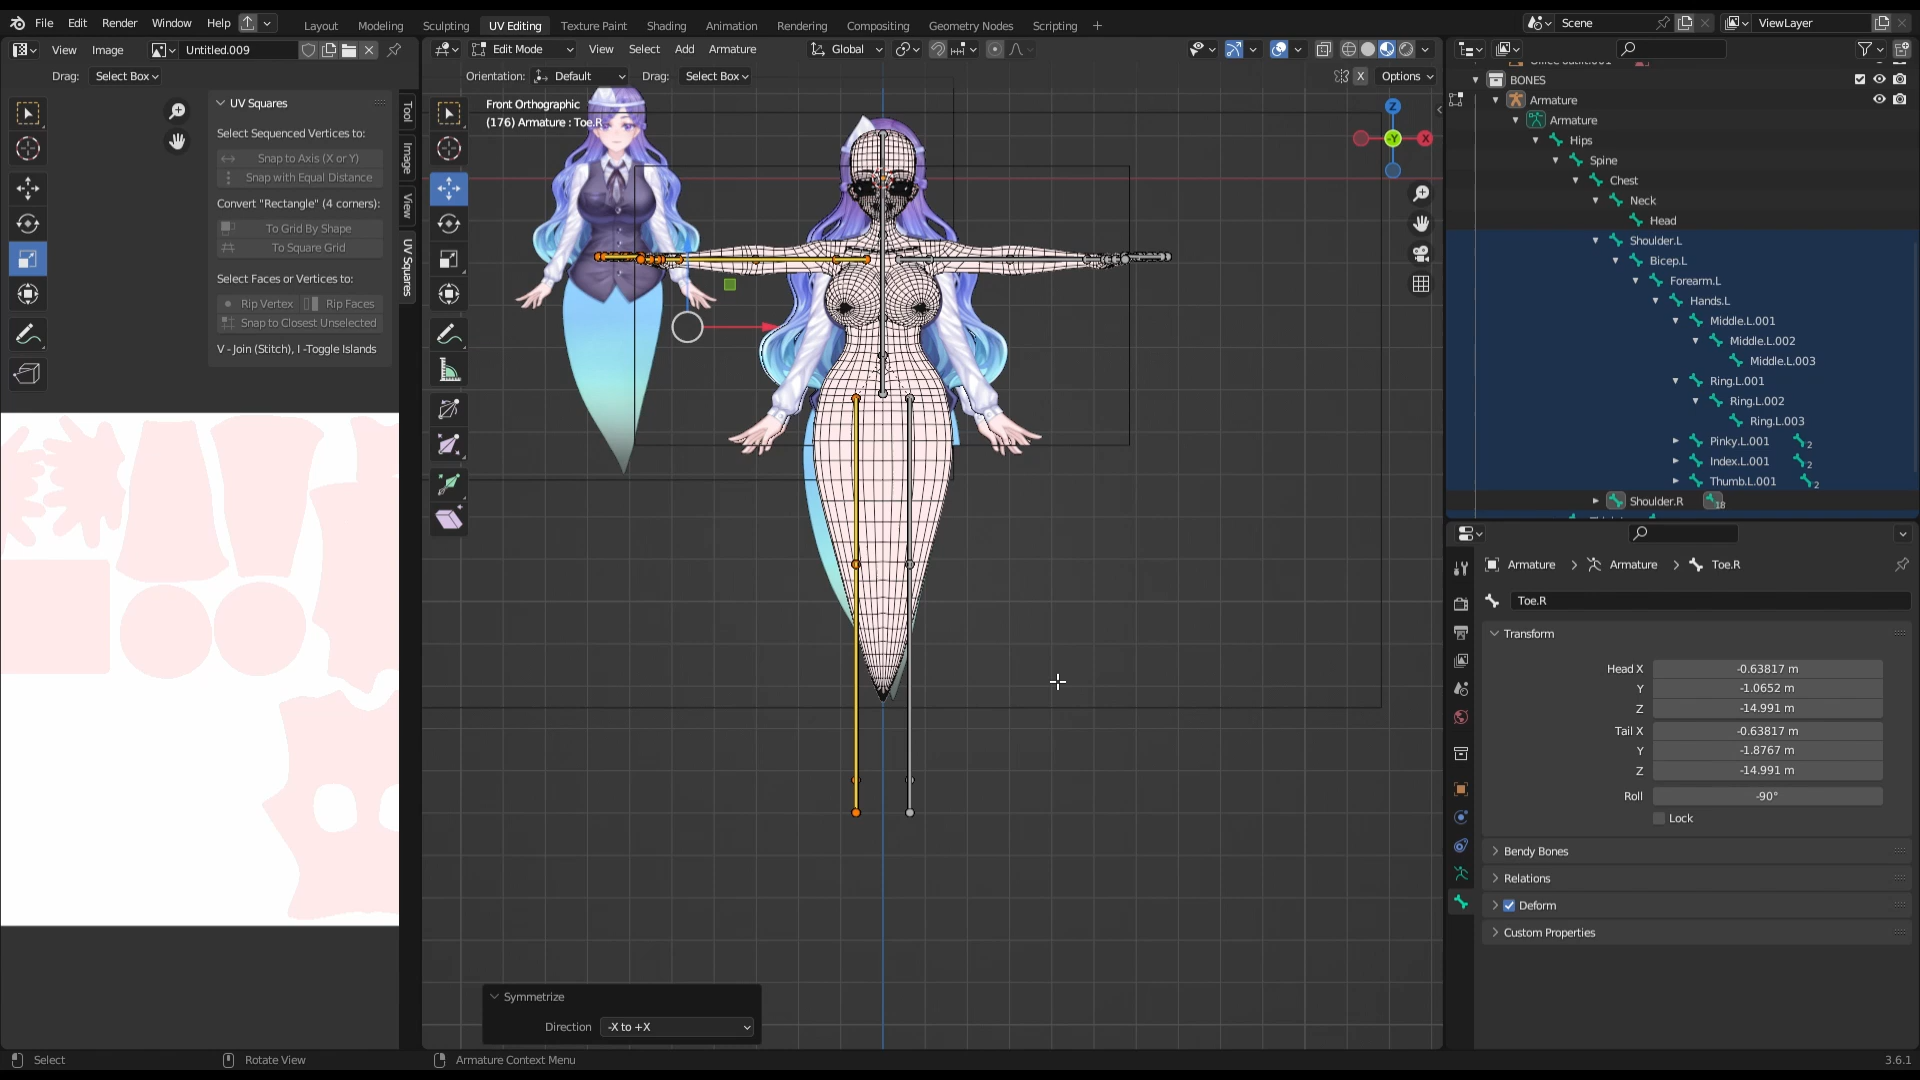 File Edit Render Window Help
Layout Modeling Sculpting UV Editing Texture Paint Shading Animation Rendering Compositing Geometry Nodes Scripting +
Scene
ViewLayer
View Image
Untitled.009
Edit Mode
View Select Add Armature
Global
Drag: Select Box
Orientation: Default
Drag: Select Box
X
Options
UV Squares
Select Sequenced Vertices to:
Snap to Axis (X or Y)
Snap with Equal Distance
Convert "Rectangle" (4 corners):
To Grid By Shape
To Square Grid
Select Faces or Vertices to:
Rip Vertex
Rip Faces
Snap to Closest Unselected
V - Join (Stitch), I -Toggle Islands
Tool
Image
View
UV Squares
Front Orthographic
(176) Armature : Toe.R
Z
-Y
X
BONES
Armature
Armature
Hips
Spine
Chest
Neck
Head
Shoulder.L
Bicep.L
Forearm.L
Hands.L
Middle.L.001
Middle.L.002
Middle.L.003
Ring.L.001
Ring.L.002
Ring.L.003
Pinky.L.001 2
Index.L.001 2
Thumb.L.001 2
Shoulder.R 18
Armature > Armature > Toe.R
Toe.R
Transform
Head X -0.63817 m
Y -1.0652 m
Z -14.991 m
Tail X -0.63817 m
Y -1.8767 m
Z -14.991 m
Roll -90°
Lock
Bendy Bones
Relations
Deform
Custom Properties
Symmetrize
Direction -X to +X
Select
Rotate View
Armature Context Menu
3.6.1